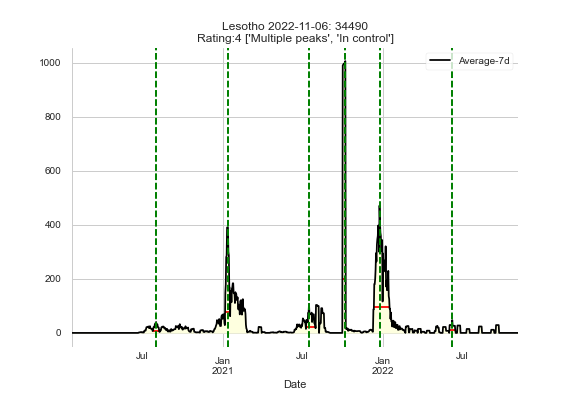 Lesotho 2022-11-06: 34490
Rating:4 ['Multiple peaks', 'In control']
Average-7d
1000
800
600
400
200
0
Jul
Jan
2021
Jul
Jan
2022
Jul
Date